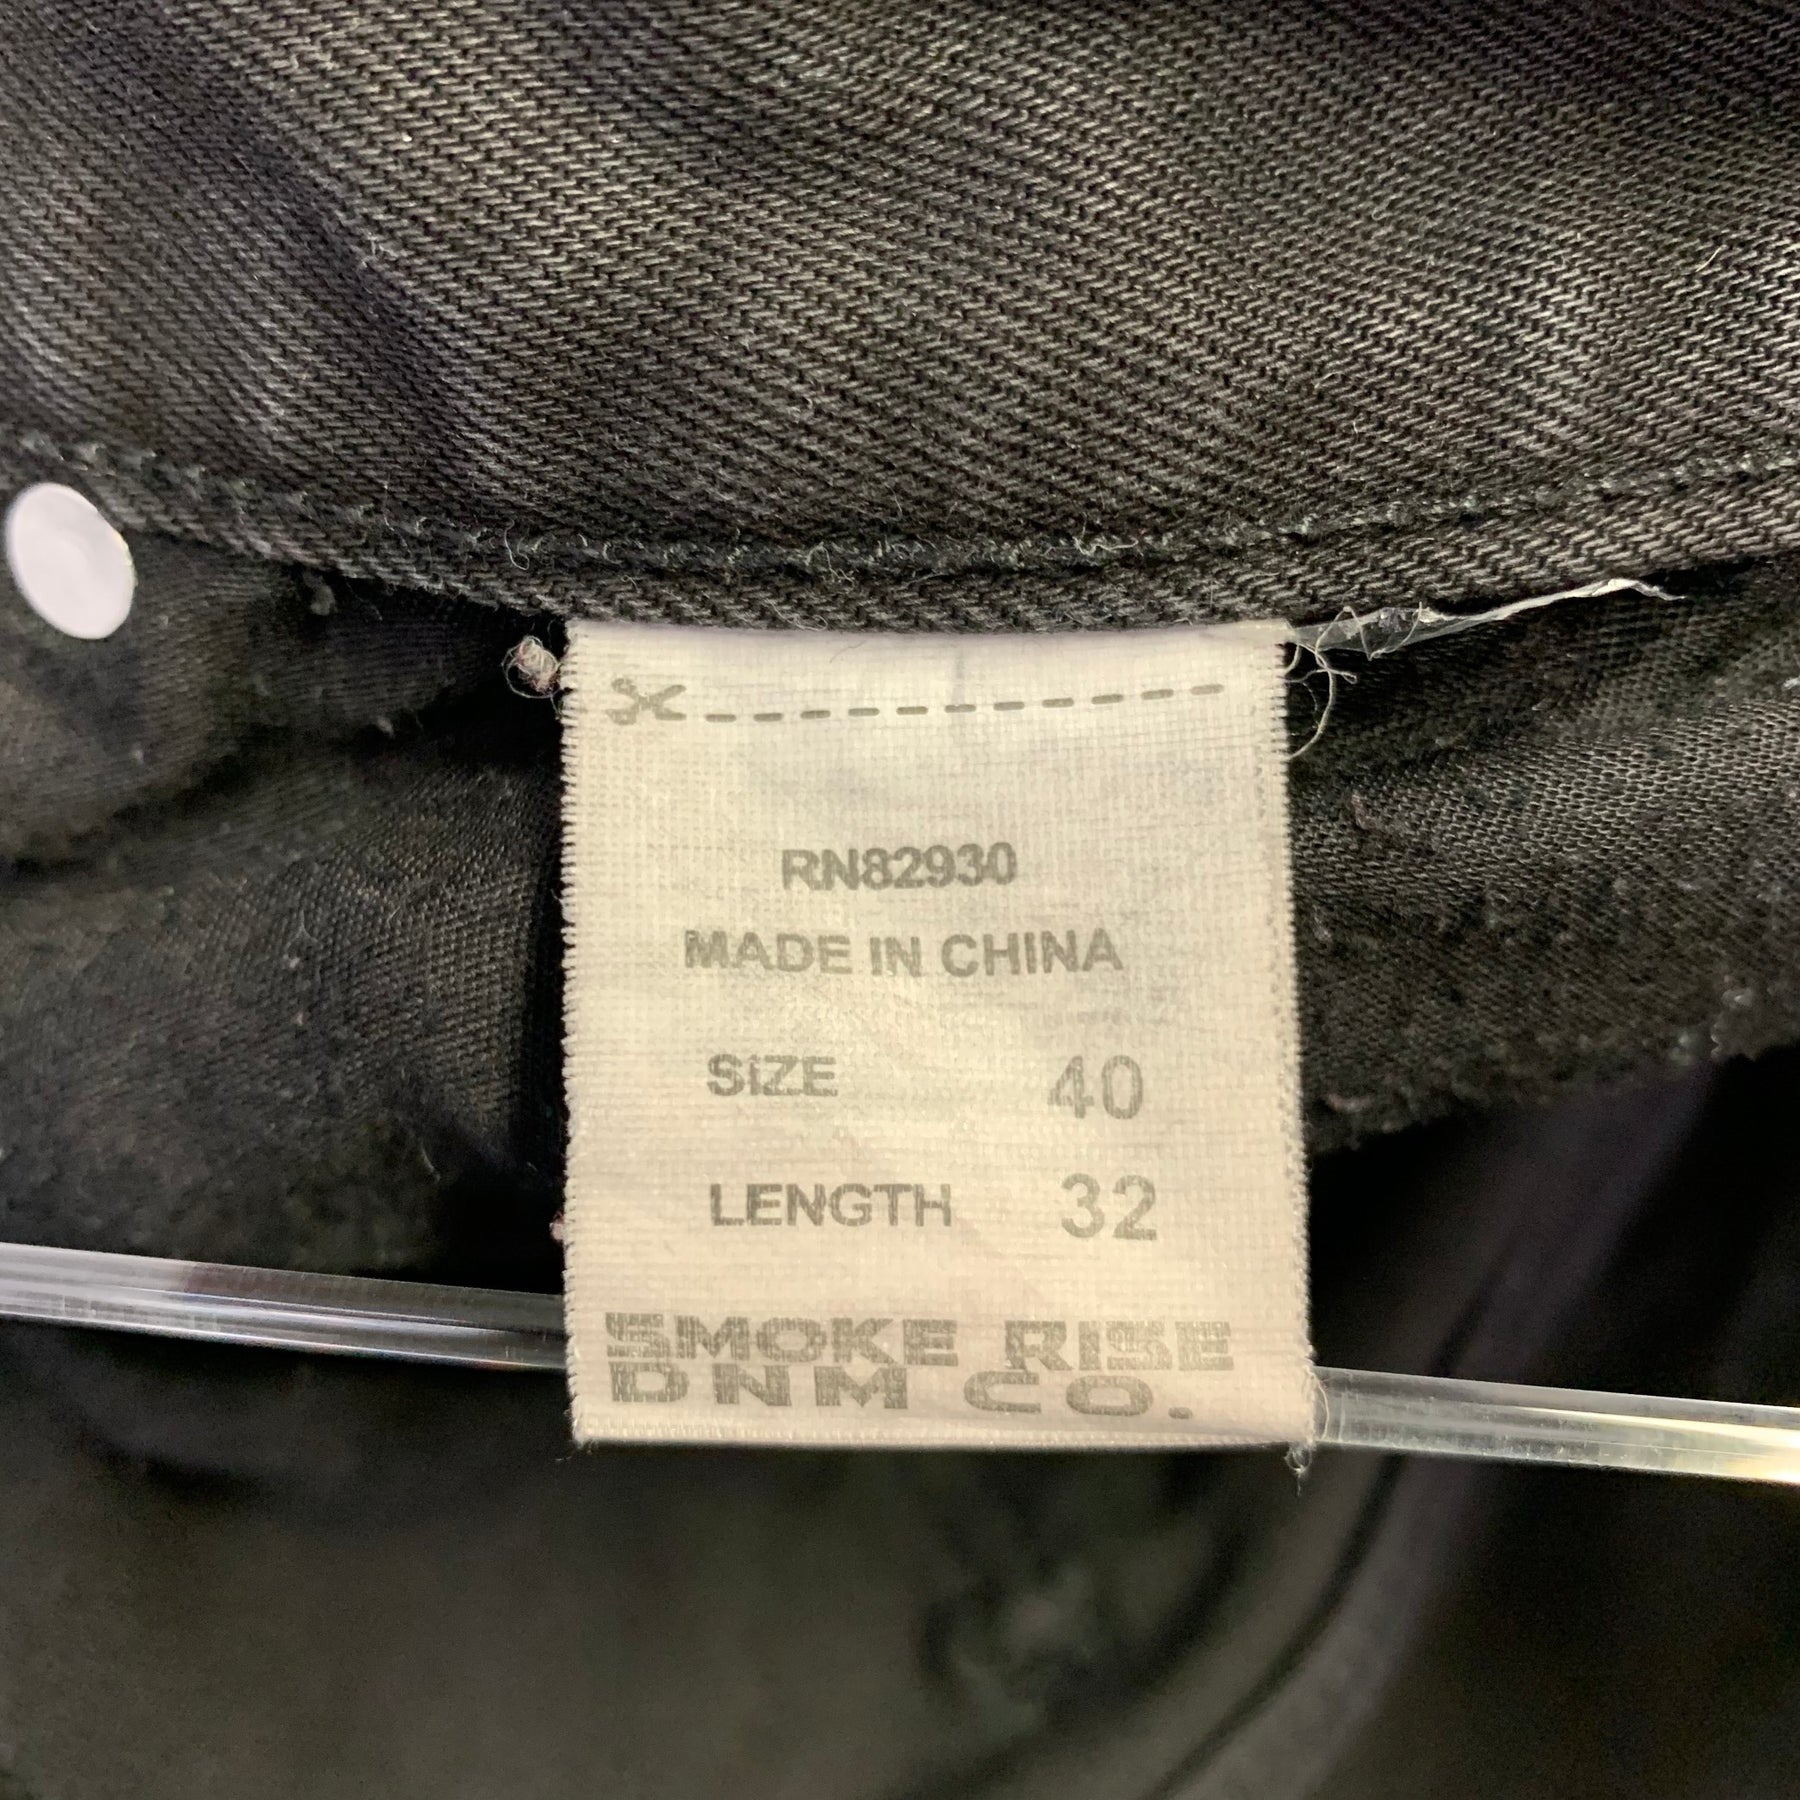 RN82930
MADE IN CHINA
SIZE 40
LENGTH 32
SMOKE RISE
DNM CO.